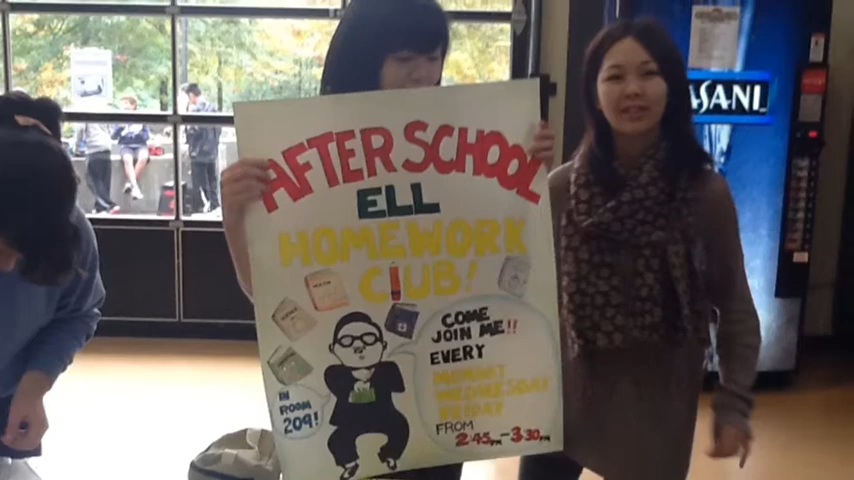 AFTER SCHOOL
ELL
HOMEWORK
CLUB!
COME
JOIN ME!!
EVERY
MONDAY
WEDNESDAY
FRIDAY
FROM
2:45PM-3:30PM
IN
ROOM
209!
DASANI